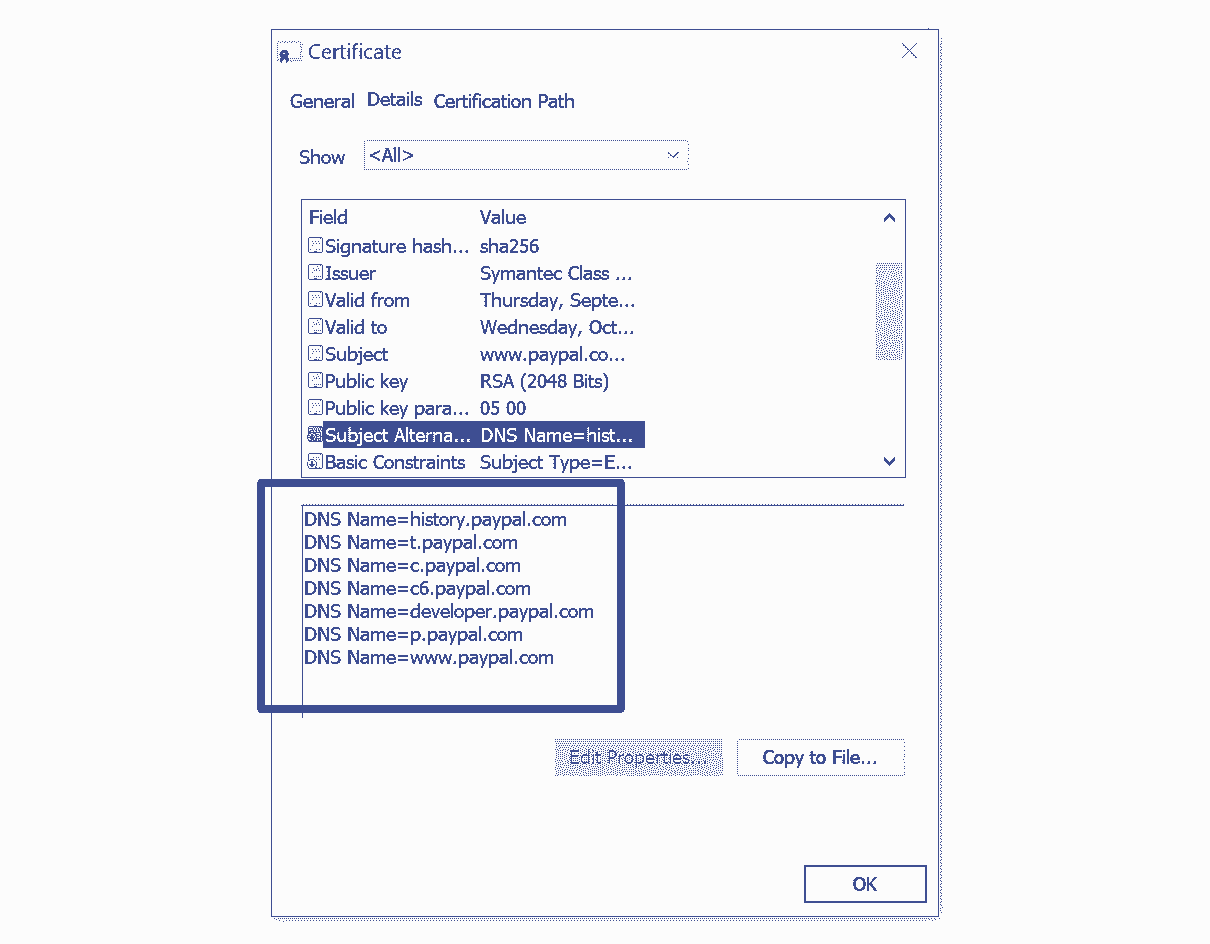 Certificate
General Details Certification Path
Show <All>
Field Value
Signature hash... sha256
Issuer Symantec Class ...
Valid from Thursday, Septe...
Valid to Wednesday, Oct...
Subject www.paypal.co...
Public key RSA (2048 Bits)
Public key para... 05 00
Subject Alterna... DNS Name=hist...
Basic Constraints Subject Type=E...
DNS Name=history.paypal.com
DNS Name=t.paypal.com
DNS Name=c.paypal.com
DNS Name=c6.paypal.com
DNS Name=developer.paypal.com
DNS Name=p.paypal.com
DNS Name=www.paypal.com
Edit Properties... Copy to File...
OK